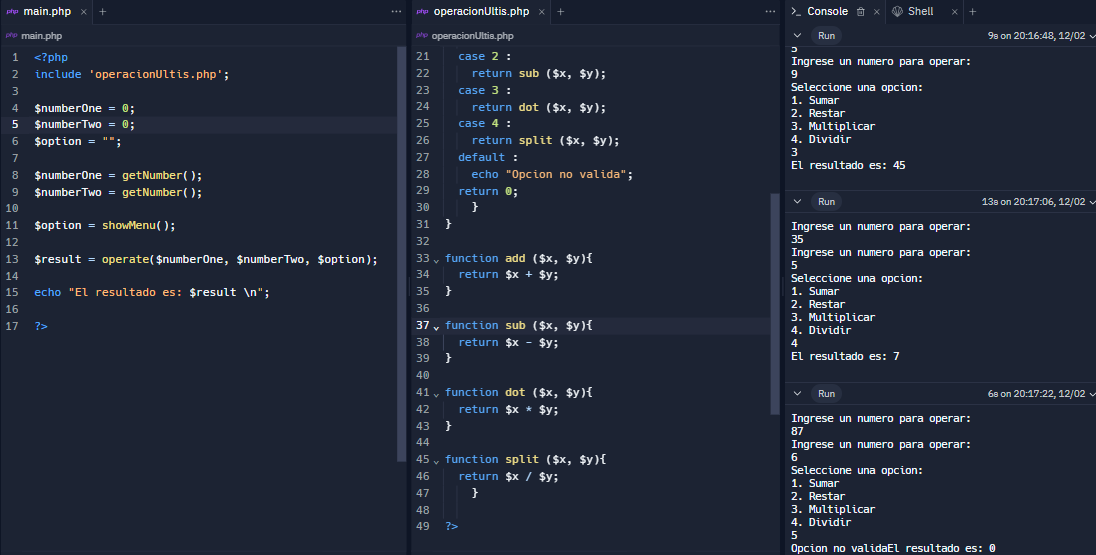 php main.php × +
php main.php
1 <?php
2 include 'operacionUltis.php';
3
4 $numberOne = 0;
5 $numberTwo = 0;
6 $option = "";
7
8 $numberOne = getNumber();
9 $numberTwo = getNumber();
10
11 $option = showMenu();
12
13 $result = operate($numberOne, $numberTwo, $option);
14
15 echo "El resultado es: $result \n";
16
17 ?>
php operacionUltis.php × +
php operacionUltis.php
21 case 2 :
22 return sub ($x, $y);
23 case 3 :
24 return dot ($x, $y);
25 case 4 :
26 return split ($x, $y);
27 default :
28 echo "Opcion no valida";
29 return 0;
30 }
31 }
32
33 function add ($x, $y){
34 return $x + $y;
35 }
36
37 function sub ($x, $y){
38 return $x - $y;
39 }
40
41 function dot ($x, $y){
42 return $x * $y;
43 }
44
45 function split ($x, $y){
46 return $x / $y;
47 }
48
49 ?>
Console × Shell × +
Run 9s on 20:16:48, 12/02
5
Ingrese un numero para operar:
9
Seleccione una opcion:
1. Sumar
2. Restar
3. Multiplicar
4. Dividir
3
El resultado es: 45
Run 13s on 20:17:06, 12/02
Ingrese un numero para operar:
35
Ingrese un numero para operar:
5
Seleccione una opcion:
1. Sumar
2. Restar
3. Multiplicar
4. Dividir
4
El resultado es: 7
Run 6s on 20:17:22, 12/02
Ingrese un numero para operar:
87
Ingrese un numero para operar:
6
Seleccione una opcion:
1. Sumar
2. Restar
3. Multiplicar
4. Dividir
5
Opcion no validaEl resultado es: 0